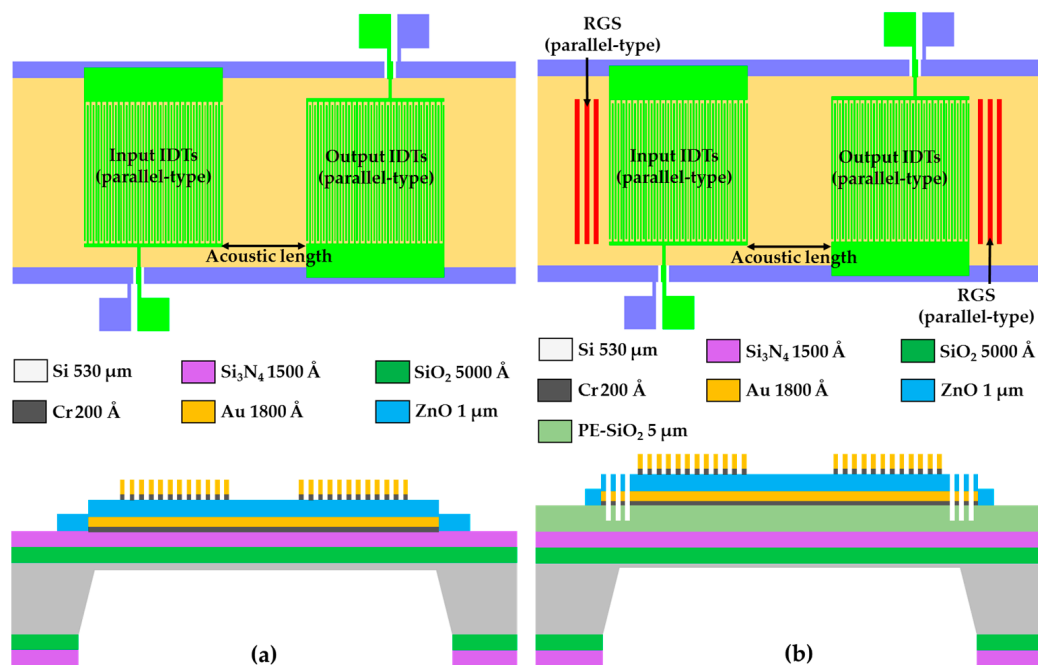 Input IDTs
(parallel-type)
Output IDTs
(parallel-type)
Acoustic length
Si 530 μm
Si₃N₄ 1500 Å
SiO₂ 5000 Å
Cr 200 Å
Au 1800 Å
ZnO 1 μm
(a)
RGS
(parallel-type)
Input IDTs
(parallel-type)
Output IDTs
(parallel-type)
Acoustic length
RGS
(parallel-type)
Si 530 μm
Si₃N₄ 1500 Å
SiO₂ 5000 Å
Cr 200 Å
Au 1800 Å
ZnO 1 μm
PE-SiO₂ 5 μm
(b)